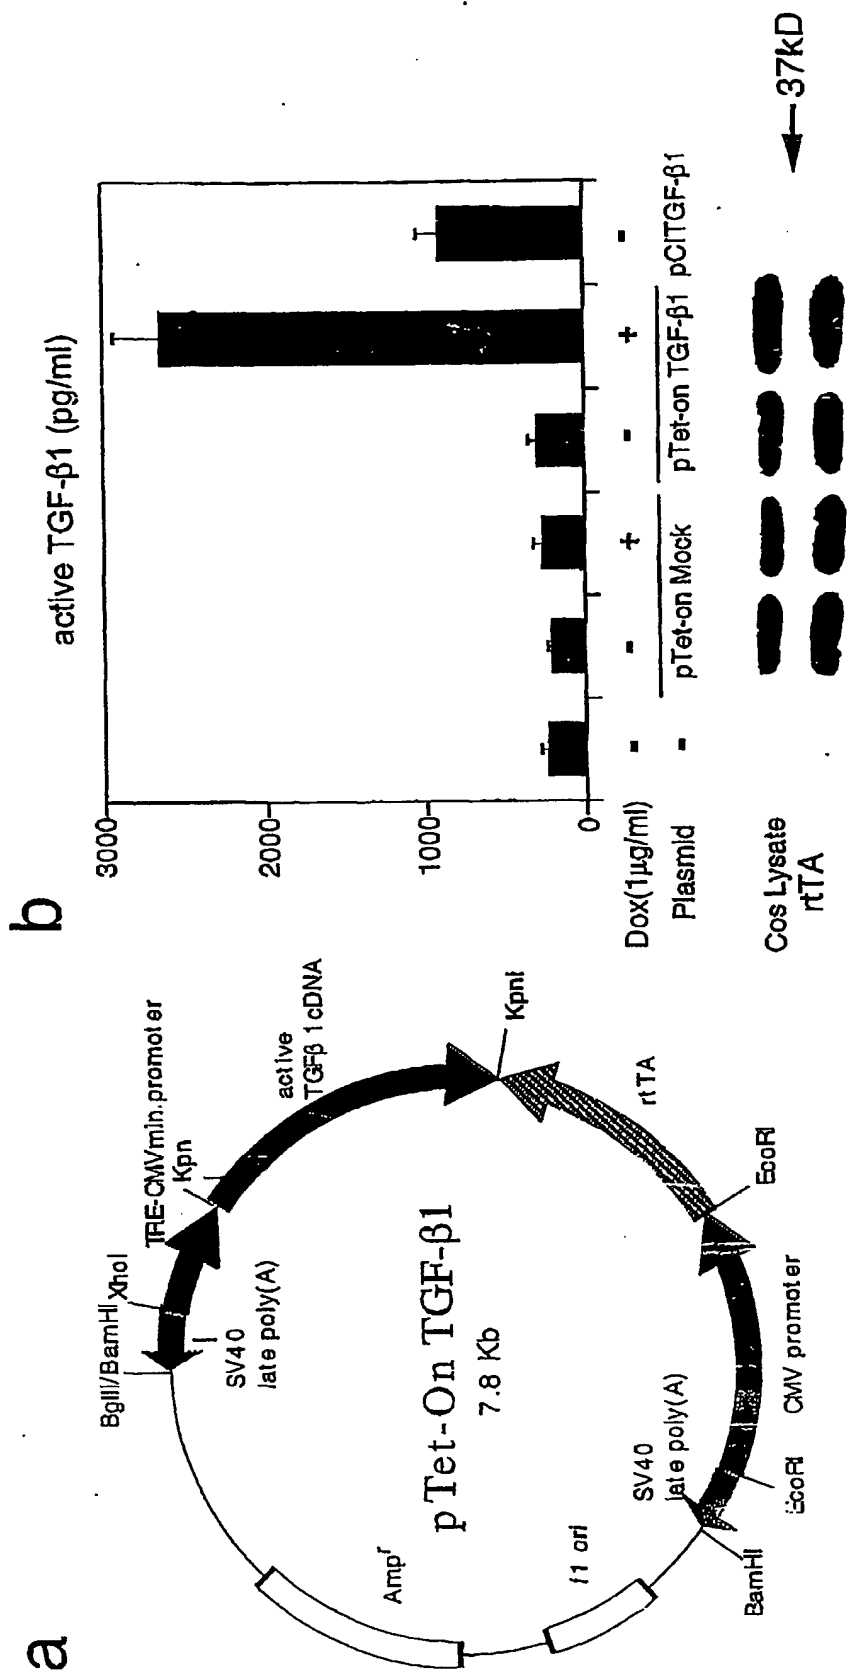 a
BglII/BamHI
XhoI
TRE-CMVmin.promoter
Kpn
SV40
late poly(A)
active
TGFβ 1 cDNA
KpnI
pTet-On TGF-β1
7.8 Kb
Amp^r
f1 ori
SV40
late poly(A)
rtTA
EcoRI
CMV promoter
EcoRI
BamHI
b
active TGF-β1 (pg/ml)
3000
2000
1000
0
Dox(1µg/ml) - - + - + -
Plasmid - pTet-on Mock pTet-on TGF-β1 pCITGF-β1
Cos Lysate
rtTA
37kD